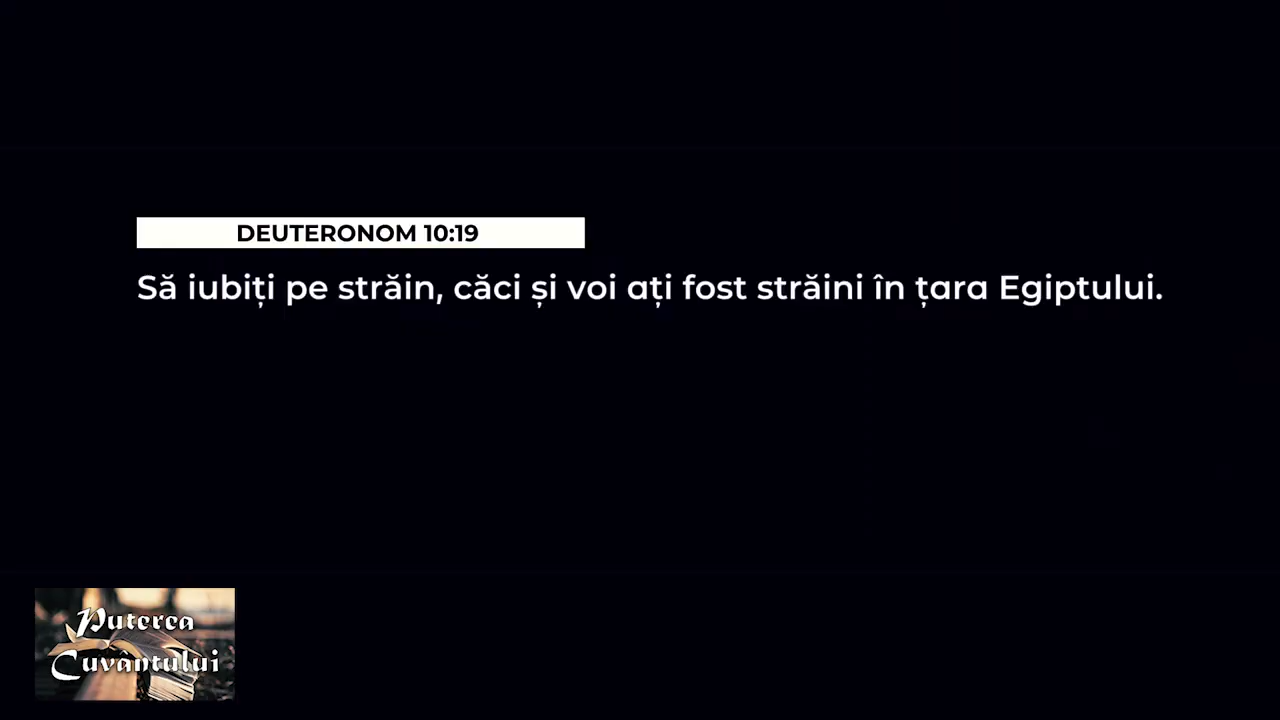 DEUTERONOM 10:19
Să iubiți pe străin, căci și voi ați fost străini în țara Egiptului.
Puterea
Cuvântului